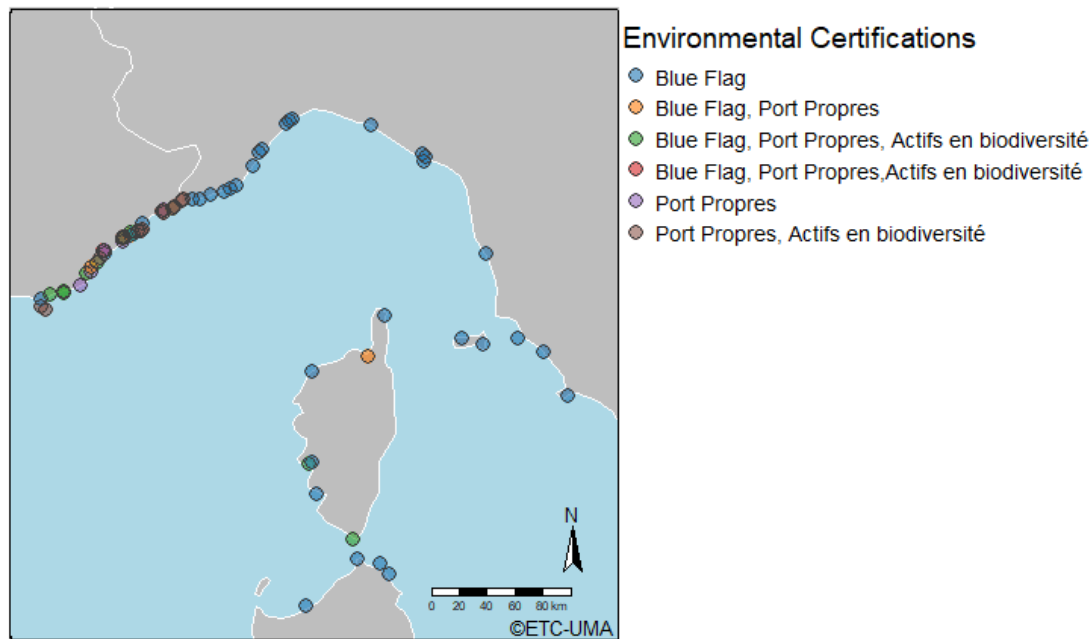 Environmental Certifications
Blue Flag
Blue Flag, Port Propres
Blue Flag, Port Propres, Actifs en biodiversité
Blue Flag, Port Propres,Actifs en biodiversité
Port Propres
Port Propres, Actifs en biodiversité
N
0 20 40 60 80 km
©ETC-UMA